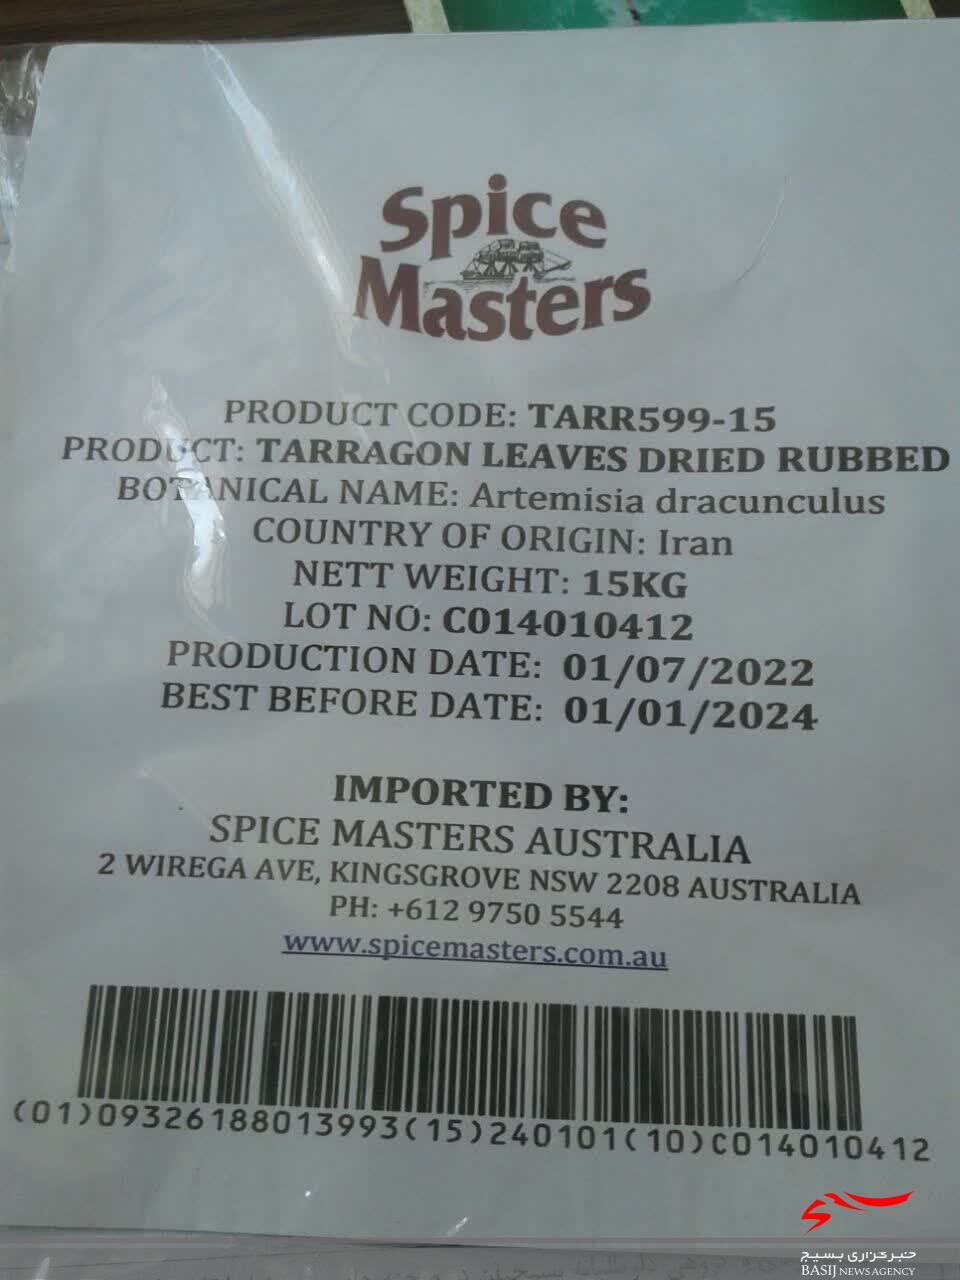 Spice
Masters
PRODUCT CODE: TARR599-15
PRODUCT: TARRAGON LEAVES DRIED RUBBED
BOTANICAL NAME: Artemisia dracunculus
COUNTRY OF ORIGIN: Iran
NETT WEIGHT: 15KG
LOT NO: C014010412
PRODUCTION DATE: 01/07/2022
BEST BEFORE DATE: 01/01/2024
IMPORTED BY:
SPICE MASTERS AUSTRALIA
2 WIREGA AVE, KINGSGROVE NSW 2208 AUSTRALIA
PH: +612 9750 5544
www.spicemasters.com.au
(01)09326188013993(15)240101(10)C014010412
خبرگزاری بسیج
BASIJ NEWS AGENCY